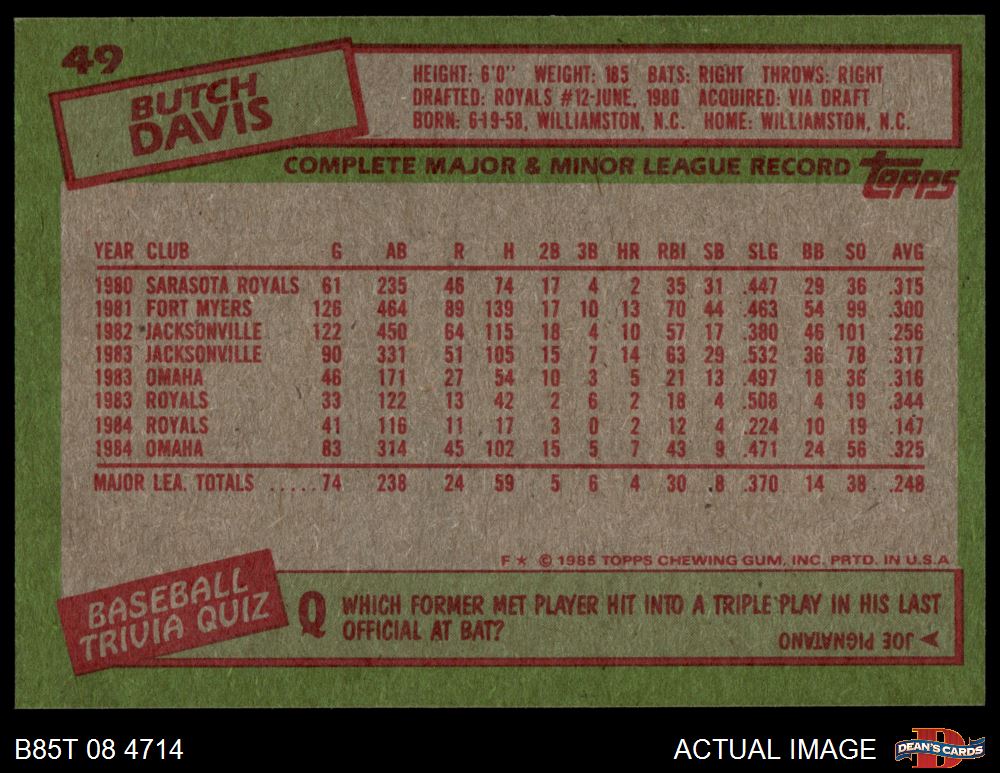 49
BUTCH
DAVIS
HEIGHT: 6'0" WEIGHT: 185 BATS: RIGHT THROWS: RIGHT
DRAFTED: ROYALS #12-JUNE, 1980 ACQUIRED: VIA DRAFT
BORN: 6-19-58, WILLIAMSTON, N.C. HOME: WILLIAMSTON, N.C.
COMPLETE MAJOR & MINOR LEAGUE RECORD
topps
YEAR CLUB G AB R H 2B 3B HR RBI SB SLG BB SO AVG
1980 SARASOTA ROYALS 61 235 46 74 17 4 2 35 31 .447 29 36 .315
1981 FORT MYERS 126 464 89 139 17 10 13 70 44 .463 54 99 .300
1982 JACKSONVILLE 122 450 64 115 18 4 10 57 17 .380 46 101 .256
1983 JACKSONVILLE 90 331 51 105 15 7 14 63 29 .532 36 78 .317
1983 OMAHA 46 171 27 54 10 3 5 21 13 .497 18 36 .316
1983 ROYALS 33 122 13 42 2 6 2 18 4 .508 4 19 .344
1984 ROYALS 41 116 11 17 3 0 2 12 4 .224 10 19 .147
1984 OMAHA 83 314 45 102 15 5 7 43 9 .471 24 56 .325
MAJOR LEA. TOTALS .....74 238 24 59 5 6 4 30 8 .370 14 38 .248
F★ © 1985 TOPPS CHEWING GUM, INC. PRTD. IN U.S.A
BASEBALL
TRIVIA QUIZ
Q WHICH FORMER MET PLAYER HIT INTO A TRIPLE PLAY IN HIS LAST
OFFICIAL AT BAT?
JOE PIGNATANO
B85T 08 4714
ACTUAL IMAGE
D
DEAN'S CARDS